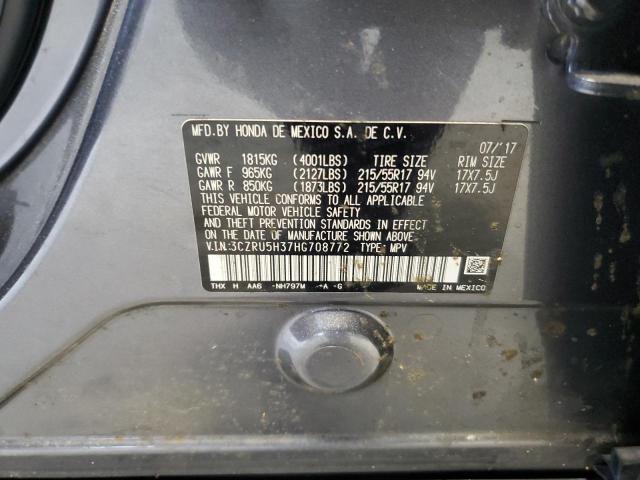 MFD.BY HONDA DE MEXICO S.A. DE C.V.
07/'17
GVWR 1815KG (4001LBS) TIRE SIZE RIM SIZE
GAWR F 965KG (2127LBS) 215/55R17 94V 17X7.5J
GAWR R 850KG (1873LBS) 215/55R17 94V 17X7.5J
THIS VEHICLE CONFORMS TO ALL APPLICABLE
FEDERAL MOTOR VEHICLE SAFETY
AND THEFT PREVENTION STANDARDS IN EFFECT
ON THE DATE OF MANUFACTURE SHOWN ABOVE.
V.I.N.:3CZRU5H37HG708772 TYPE: MPV
THX H AA6 -NH797M -A -G MADE IN MEXICO